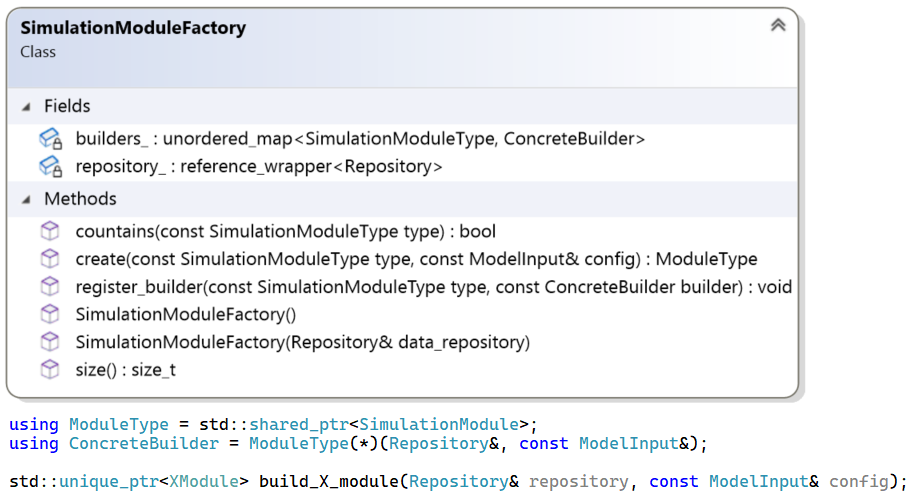 SimulationModuleFactory
Class
Fields
builders_ : unordered_map<SimulationModuleType, ConcreteBuilder>
repository_ : reference_wrapper<Repository>
Methods
countains(const SimulationModuleType type) : bool
create(const SimulationModuleType type, const ModelInput& config) : ModuleType
register_builder(const SimulationModuleType type, const ConcreteBuilder builder) : void
SimulationModuleFactory()
SimulationModuleFactory(Repository& data_repository)
size() : size_t
using ModuleType = std::shared_ptr<SimulationModule>;
using ConcreteBuilder = ModuleType(*)(Repository&, const ModelInput&);
std::unique_ptr<XModule> build_X_module(Repository& repository, const ModelInput& config);